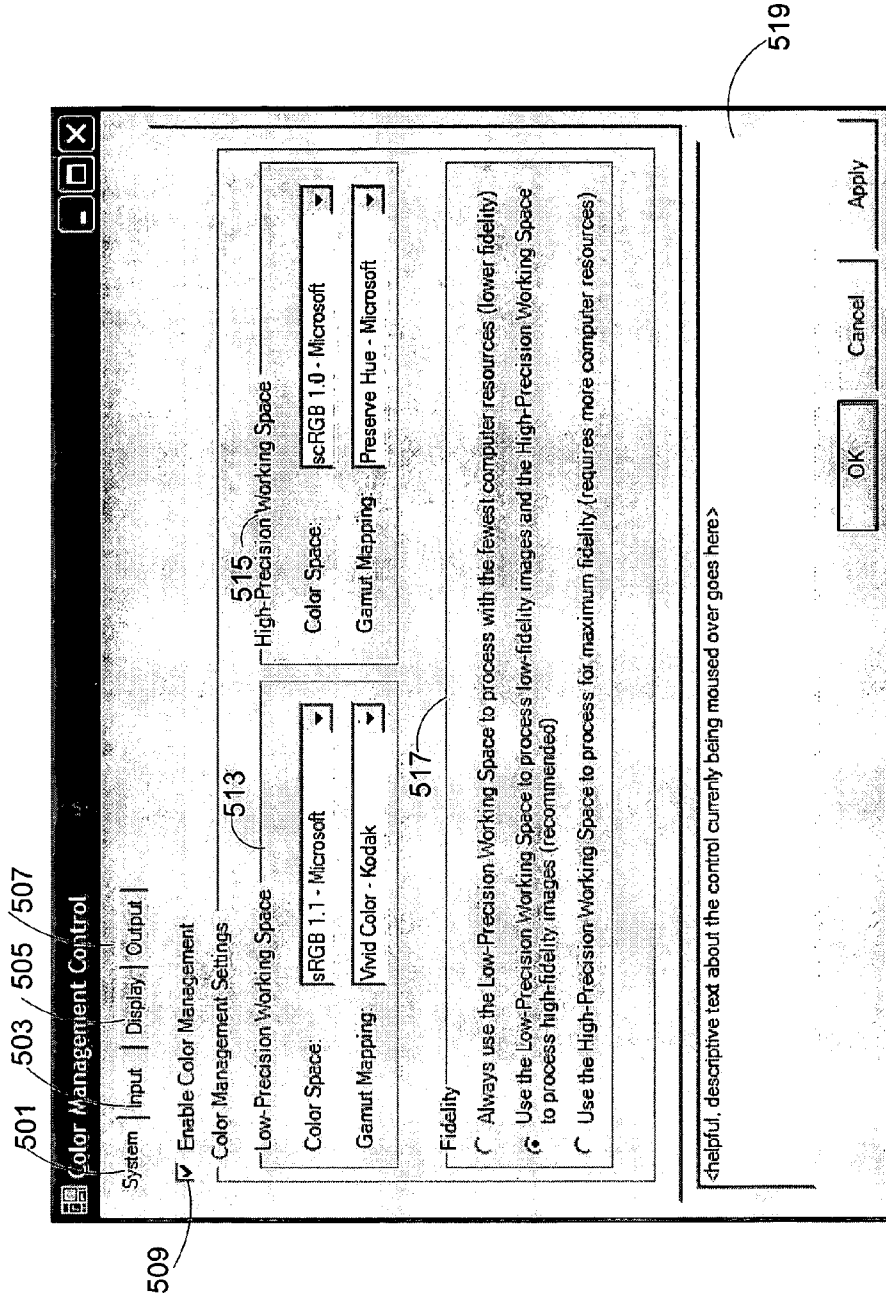 501
503
505
507
Color Management Control
System Input Display Output
509
Enable Color Management
Color Management Settings
Low-Precision Working Space
513
Color Space:
sRGB 1.1 - Microsoft
Gamut Mapping:
Vivid Color - Kodak
515
High-Precision Working Space
Color Space:
scRGB 1.0 - Microsoft
Gamut Mapping:
Preserve Hue - Microsoft
517
Fidelity
Always use the Low-Precision Working Space to process with the fewest computer resources (lower fidelity)
Use the Low-Precision Working Space to process low-fidelity images and the High-Precision Working Space
to process high-fidelity images (recommended)
Use the High-Precision Working Space to process for maximum fidelity (requires more computer resources)
519
<helpful, descriptive text about the control currenly being moused over goes here>
OK Cancel Apply